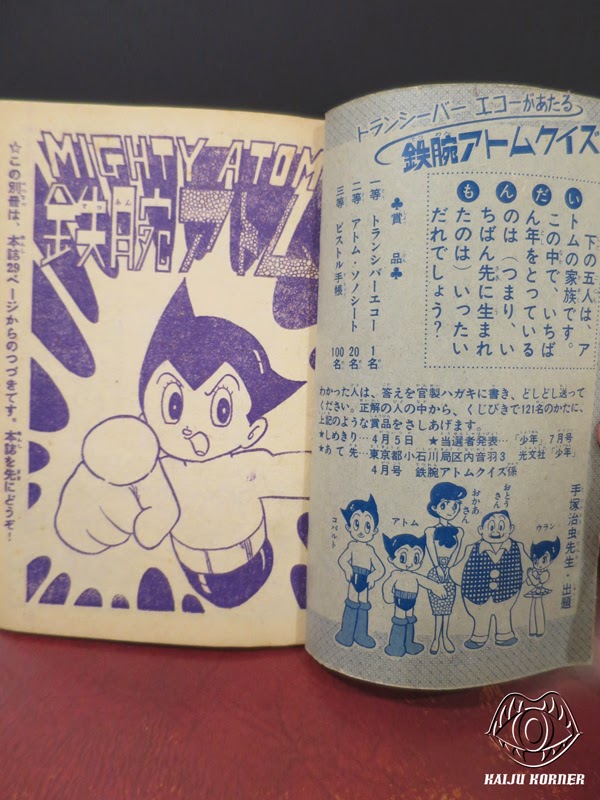 MIGHTY ATOM
鉄腕アトム
☆この別冊は、本誌29ページからのつづきです。本誌を先にどうぞ!
トランシーバー エコーがあたる
鉄腕アトムクイズ
もんだい
下の五人は ア
トムの家族です。
この中で、いちば
ん年をとっている
のは(つまり、い
ちばん先に生まれ
たのは)いったい
だれでしょう?
♣賞品♣
一等 トランシーバーエコー 1名
二等 アトム・ソノシート 20名
三等 ピストル手帳 100名
わかった人は、答えを官製ハガキに書き、どしどし送って
ください。正解の人の中から、くじびきで121名のかたに、
上記のような賞品をさしあげます。
★しめきり…4月5日 ★当選者発表…「少年」7月号
★あて先…東京都小石川局区内音羽3 光文社「少年」
4月号 鉄腕アトムクイズ係
手塚治虫先生・出題
コバルト
アトム
おかあさん
おとうさん
ウラン
KAIJU KORNER